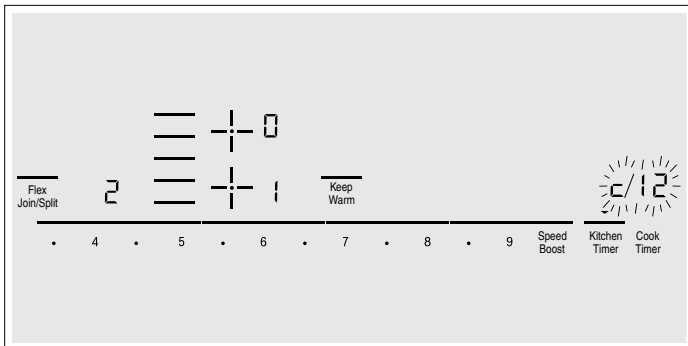 0
Flex
Join/Split
2
1
Keep
Warm
c/12
. 4 . 5 . 6 . 7 . 8 . 9
Speed
Boost
Kitchen
Timer
Cook
Timer